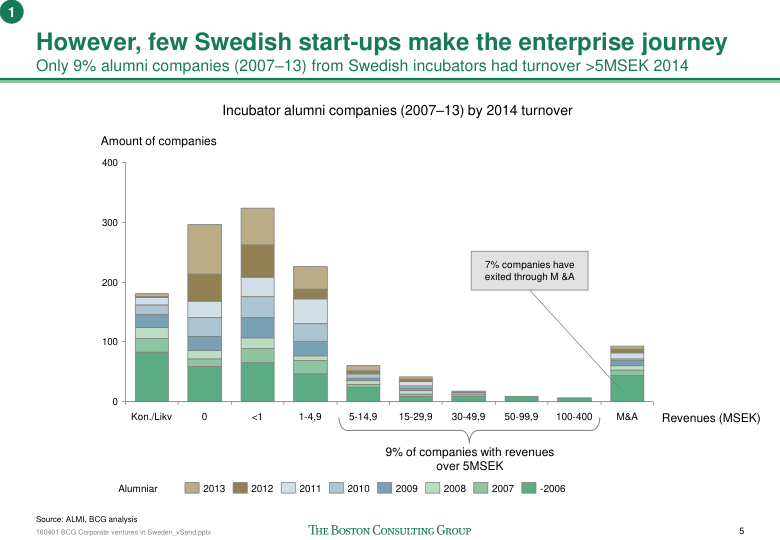 1
However, few Swedish start-ups make the enterprise journey
Only 9% alumni companies (2007–13) from Swedish incubators had turnover >5MSEK 2014
Incubator alumni companies (2007–13) by 2014 turnover
Amount of companies
400
300
200
100
0
7% companies have
exited through M &A
Kon./Likv 0 <1 1-4,9 5-14,9 15-29,9 30-49,9 50-99,9 100-400 M&A Revenues (MSEK)
9% of companies with revenues
over 5MSEK
Alumniar 2013 2012 2011 2010 2009 2008 2007 -2006
Source: ALMI, BCG analysis
160401 BCG Corporate ventures in Sweden_vSend.pptx
THE BOSTON CONSULTING GROUP
5